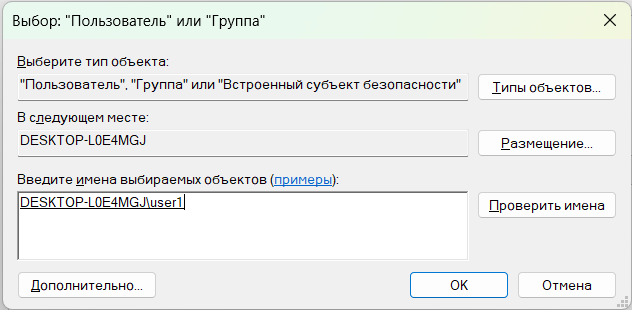 Выбор: "Пользователь" или "Группа"
Выберите тип объекта:
"Пользователь", "Группа" или "Встроенный субъект безопасности"
Типы объектов...
В следующем месте:
DESKTOP-L0E4MGJ
Размещение...
Введите имена выбираемых объектов (примеры):
DESKTOP-L0E4MGJ\user1
Проверить имена
Дополнительно...
OK
Отмена